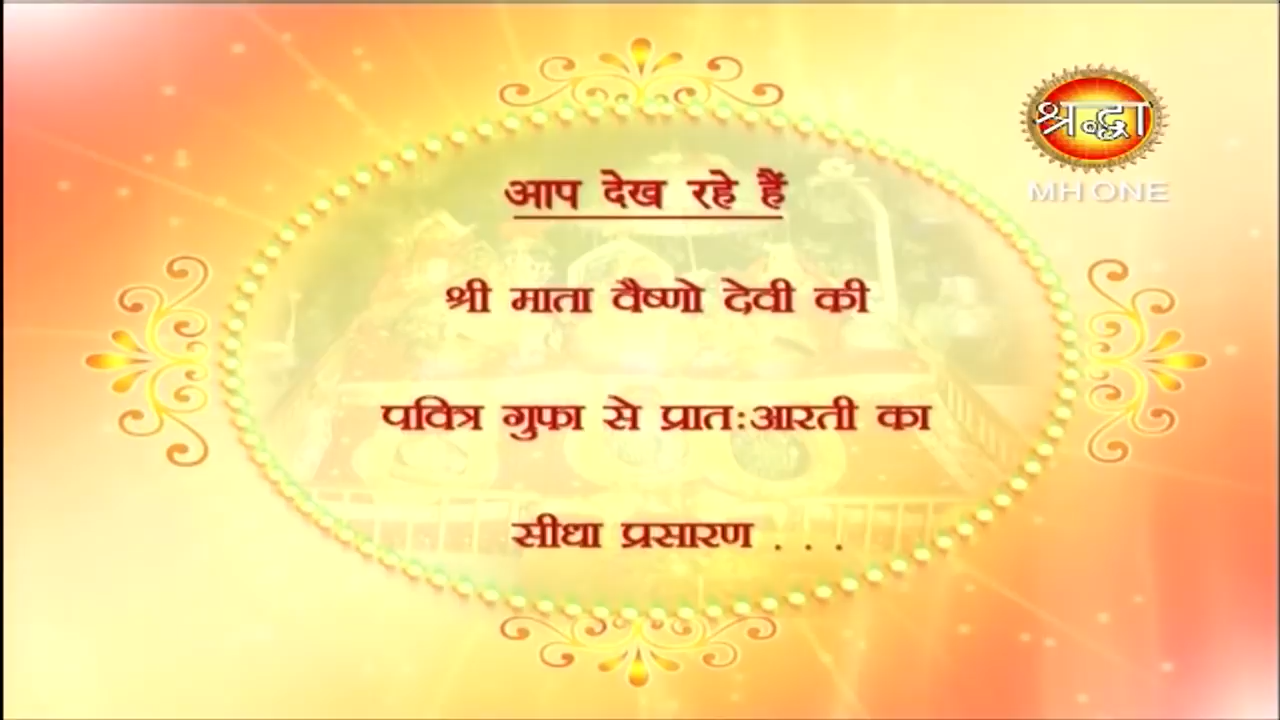 श्रद्धा
MH ONE
आप देख रहे हैं
श्री माता वैष्णो देवी की
पवित्र गुफा से प्रातःआरती का
सीधा प्रसारण . . .